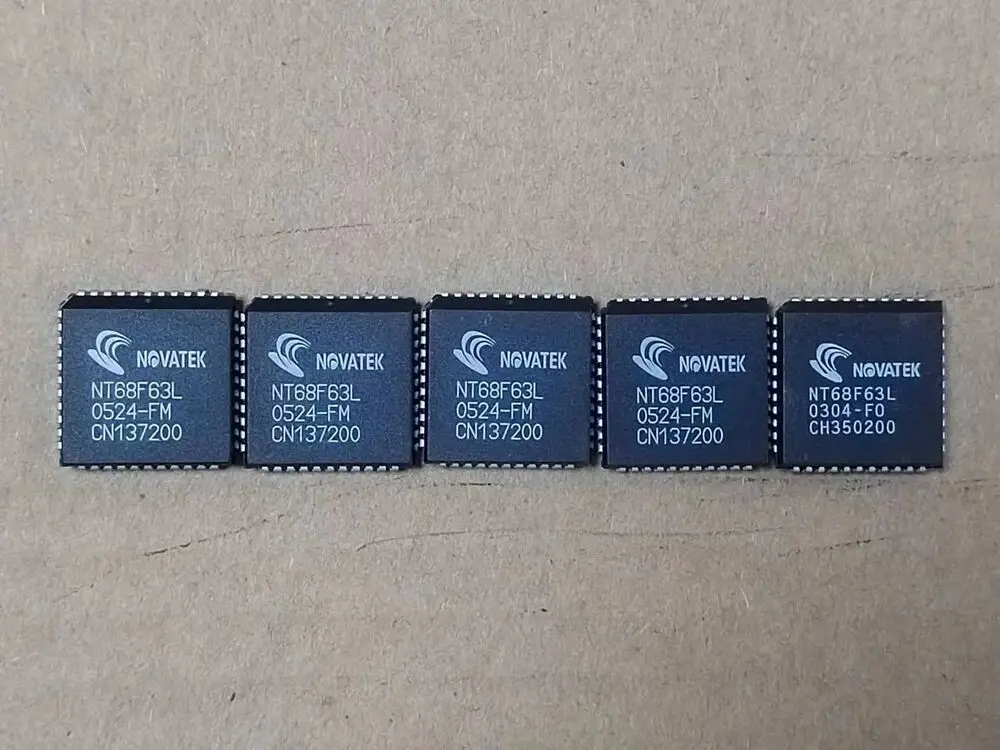 NOVATEK
NT68F63L
0524-FM
CN137200
NOVATEK
NT68F63L
0524-FM
CN137200
NOVATEK
NT68F63L
0524-FM
CN137200
NOVATEK
NT68F63L
0524-FM
CN137200
NOVATEK
NT68F63L
0304-F0
CH350200